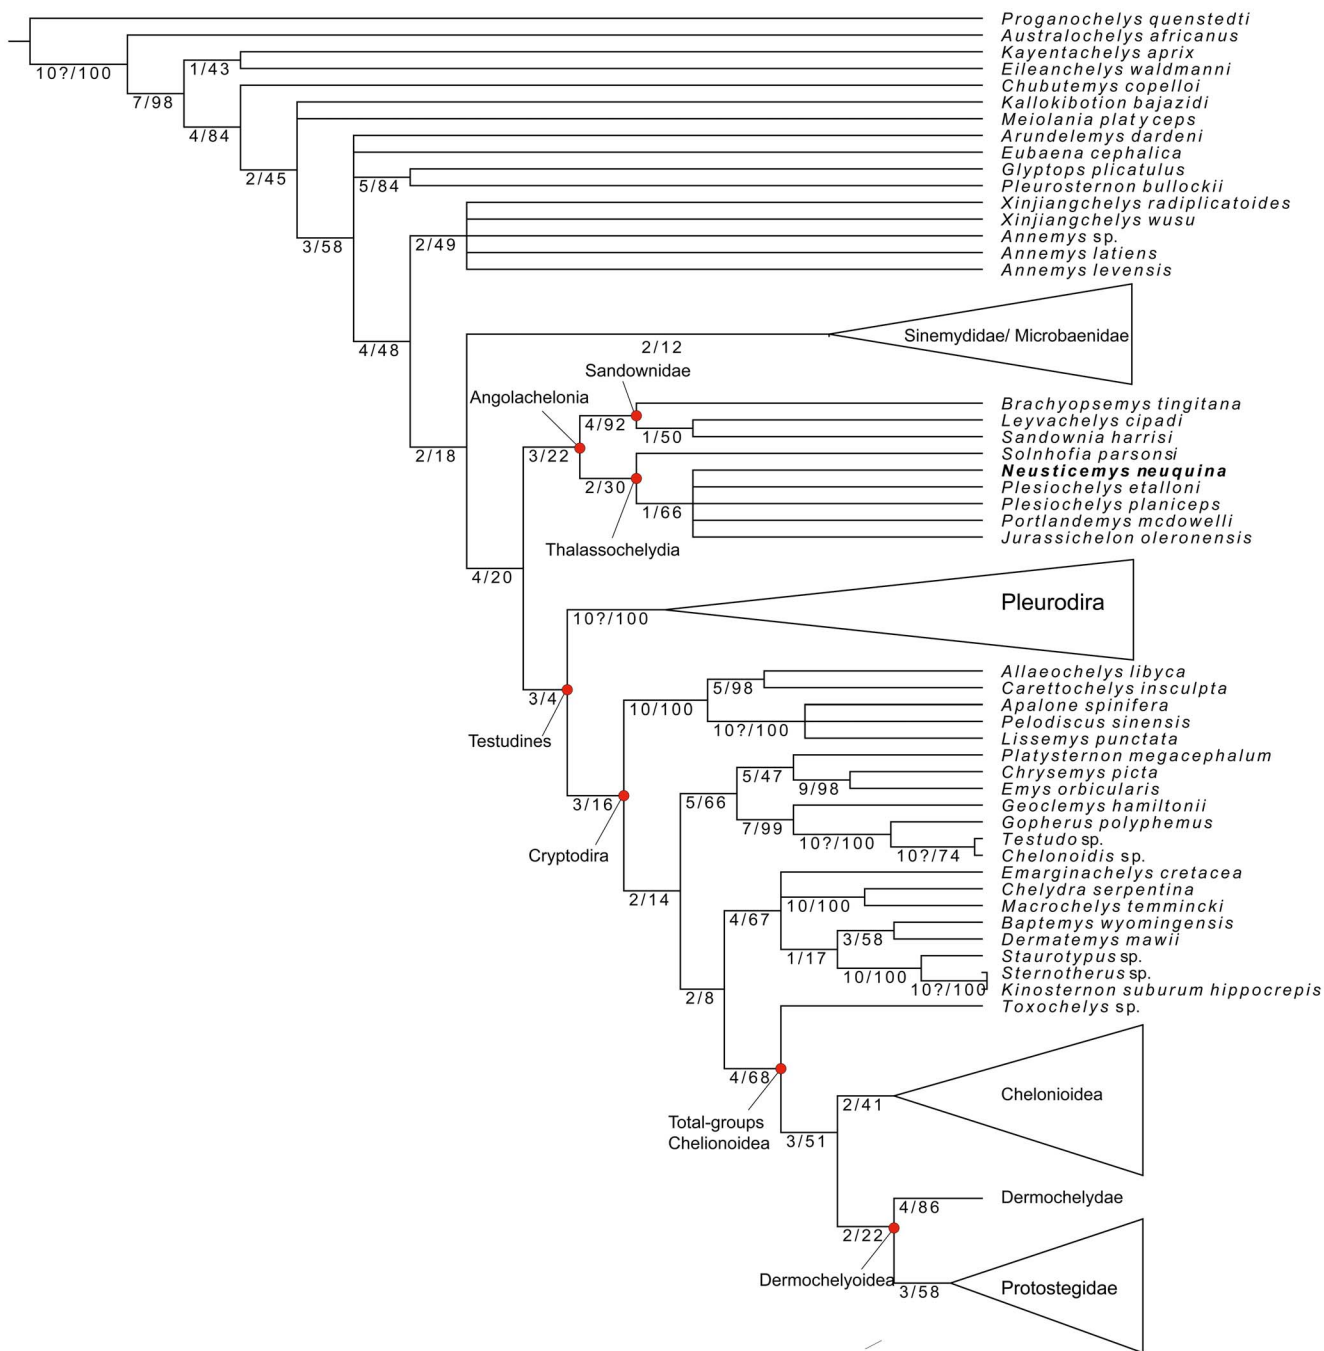 Proganochelys quenstedti
Australochelys africanus
Kayentachelys aprix
10?/100
1/43
Eileanchelys waldmanni
Chubutemys copelloi
7/98
Kallokibotion bajazidi
Meiolania platyceps
4/84
Arundelemys dardeni
Eubaena cephalica
Glyptops plicatulus
2/45
5/84
Pleurosternon bullockii
Xinjiangchelys radiplicatoides
Xinjiangchelys wusu
Annemys sp.
3/58
2/49
Annemys latiens
Annemys levensis
Sinemydidae/ Microbaenidae
4/48
2/12
Sandownidae
Angolachelonia
Brachyopsemys tingitana
Leyvachelys cipadi
4/92
1/50
Sandownia harrisi
2/18
3/22
Solnhofia parsonsi
Neusticemys neuquina
2/30
Plesiochelys etalloni
Plesiochelys planiceps
1/66
Portlandemys mcdowelli
Jurassichelon oleronensis
Thalassochelydia
4/20
Pleurodira
10?/100
Allaeochelys libyca
5/98
Carettochelys insculpta
3/4
Apalone spinifera
10/100
Pelodiscus sinensis
10?/100
Testudines
Lissemys punctata
Platysternon megacephalum
5/47
Chrysemys picta
9/98
Emys orbicularis
3/16
5/66
Geoclemys hamiltonii
7/99
Gopherus polyphemus
10?/100
Testudo sp.
Cryptodira
10?/74
Chelonoidis sp.
Emarginachelys cretacea
Chelydra serpentina
2/14
10/100
Macrochelys temmincki
4/67
Baptemys wyomingensis
3/58
Dermatemys mawii
1/17
Staurotypus sp.
10/100
Sternotherus sp.
10?/100
Kinosternon suburum hippocrepis
2/8
Toxochelys sp.
4/68
Chelonioidea
2/41
Total-groups
Chelionoidea
3/51
Dermochelydae
4/86
2/22
Dermochelyoidea
Protostegidae
3/58